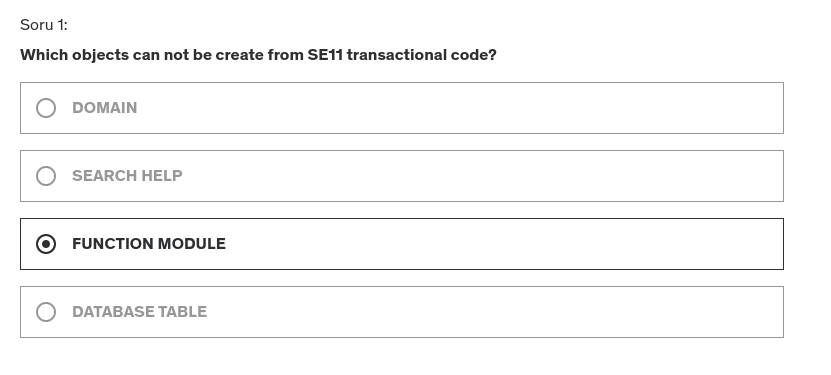 Soru 1:
Which objects can not be create from SE11 transactional code?
DOMAIN
SEARCH HELP
FUNCTION MODULE
DATABASE TABLE